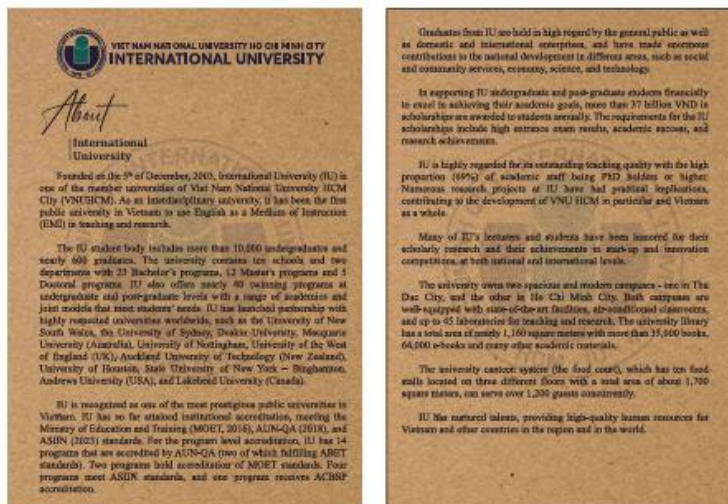 VIET NAM NATIONAL UNIVERSITY HO CHI MINH CITY
INTERNATIONAL UNIVERSITY
About
International
University
Founded on the 5th of December, 2003, International University (IU) is
one of the member universities of Viet Nam National University HCM
City (VNUHCM). As an interdisciplinary university, it has been the first
public university in Vietnam to use English as a Medium of Instruction
(EMI) in teaching and research.
The IU student body includes more than 10,000 undergraduates and
nearly 600 graduates. The university contains ten schools and two
departments with 23 Bachelor's programs, 12 Master's programs and 5
Doctoral programs. IU also offers nearly 40 twinning programs at
undergraduate and post-graduate levels with a range of academics and
joint models that meet students' needs. IU has launched partnership with
highly respected universities worldwide, such as the University of New
South Wales, the University of Sydney, Deakin University, Macquarie
University (Australia), University of Nottingham, University of the West
of England (UK), Auckland University of Technology (New Zealand),
University of Houston, State University of New York – Binghamton,
Andrews University (USA), and Lakehead University (Canada).
IU is recognized as one of the most prestigious public universities in
Vietnam. IU has so far attained institutional accreditation, meeting the
Ministry of Education and Training (MOET, 2016), AUN-QA (2018), and
ASIIN (2023) standards. For the program level accreditation, IU has 14
programs that are accredited by AUN-QA (two of which fulfilling ABET
standards). Two programs hold accreditation of MOET standards. Four
programs meet ASIIN standards, and one program receives ACBSP
accreditation.
Graduates from IU are held in high regard by the general public as well
as domestic and international enterprises, and have made enormous
contributions to the national development in different areas, such as social
and community services, economy, science, and technology.
In supporting IU undergraduate and post-graduate students financially
to excel in achieving their academic goals, more than 37 billion VND in
scholarships are awarded to students annually. The requirements for the IU
scholarships include high entrance exam results, academic success, and
research achievements.
IU is highly regarded for its outstanding teaching quality with the high
proportion (69%) of academic staff being PhD holders or higher.
Numerous research projects at IU have had practical implications,
contributing to the development of VNU HCM in particular and Vietnam
as a whole.
Many of IU's lecturers and students have been honored for their
scholarly research and their achievements in start-up and innovation
competitions, at both national and international levels.
The university owns two spacious and modern campuses - one in Thu
Duc City, and the other in Ho Chi Minh City. Both campuses are
well-equipped with state-of-the-art facilities, air-conditioned classrooms,
and up to 45 laboratories for teaching and research. The university library
has a total area of nearly 1,160 square meters with more than 35,000 books,
64,000 e-books and many other academic materials.
The university canteen system (the food court), which has ten food
stalls located on three different floors with a total area of about 1,700
square meters, can serve over 1,200 guests concurrently.
IU has nurtured talents, providing high-quality human resources for
Vietnam and other countries in the region and in the world.